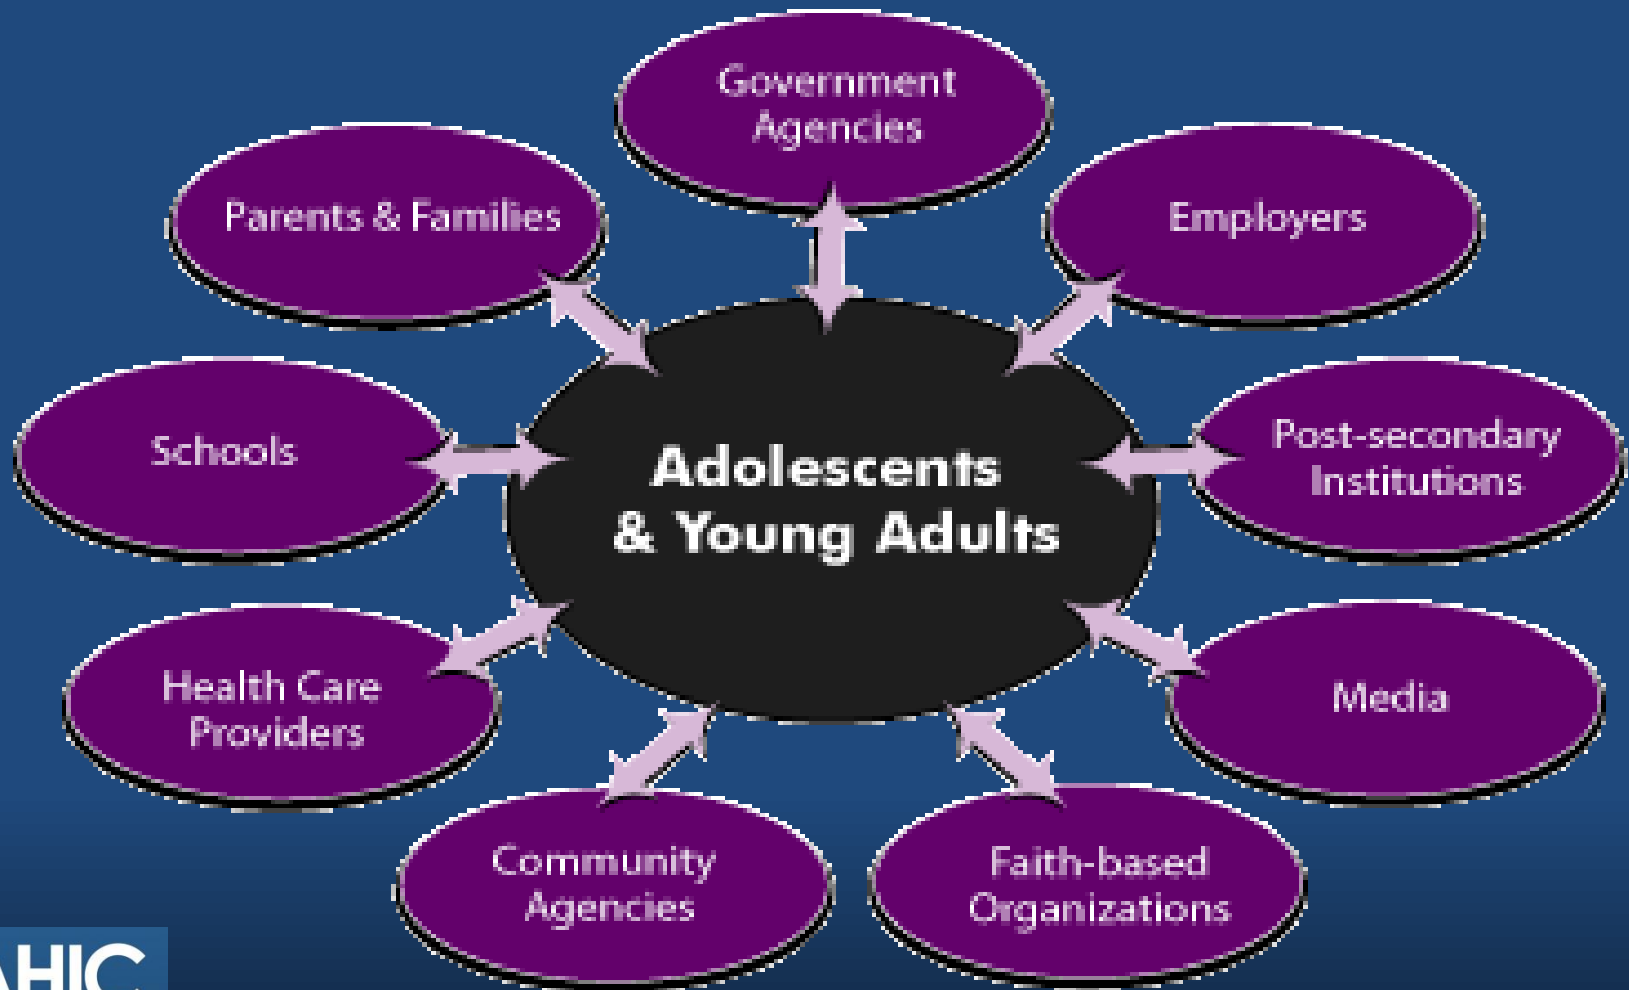 Government
Agencies
Parents & Families
Employers
Schools
Post-secondary
Institutions
Adolescents
& Young Adults
Health Care
Providers
Media
Community
Agencies
Faith-based
Organizations
AHIC